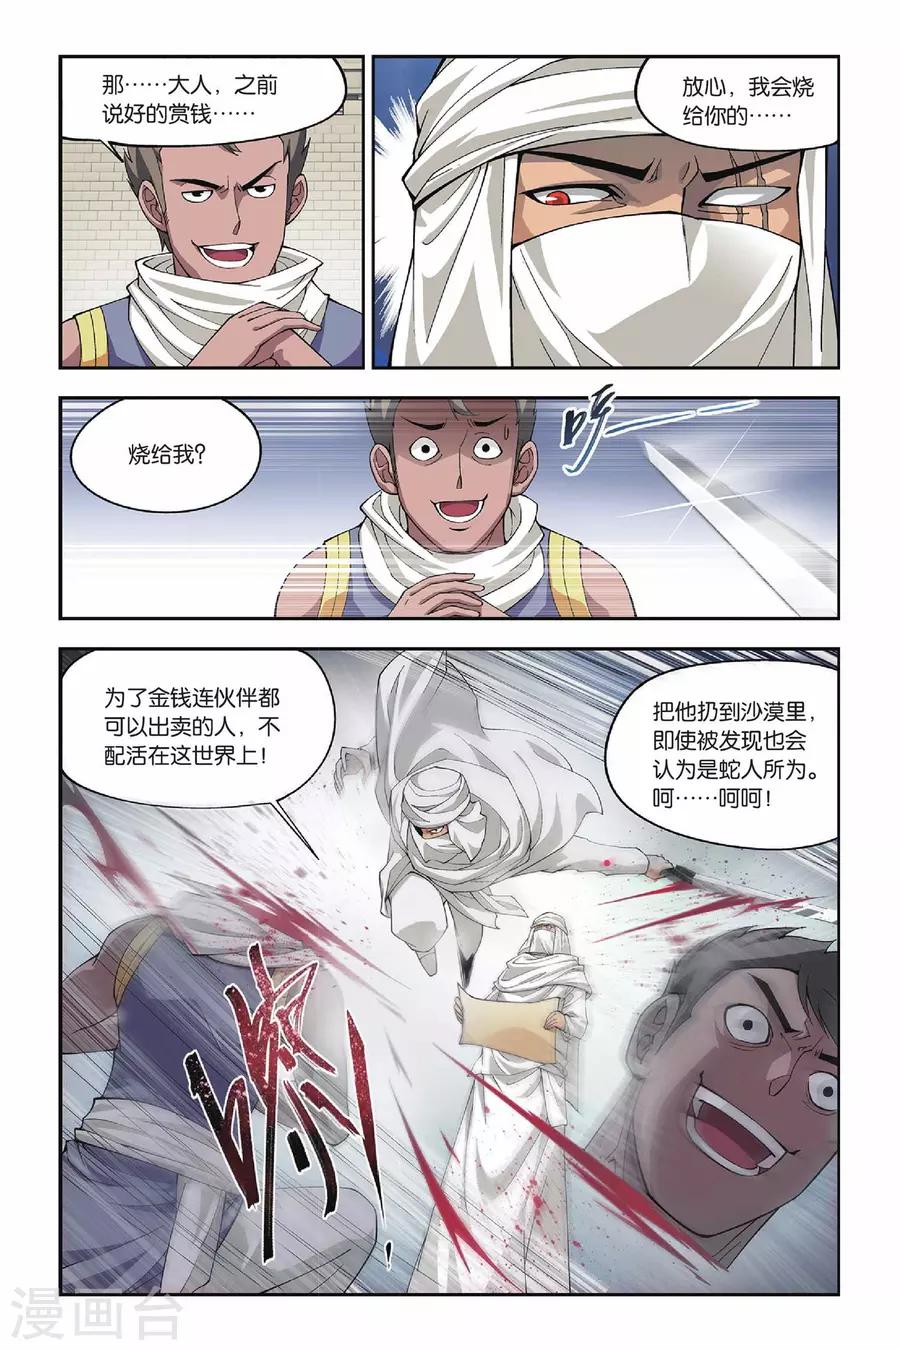 那……大人，之前
说好的赏钱……
放心，我会烧
给你的……
烧给我？
为了金钱连伙伴都
可以出卖的人，不
配活在这世界上！
把他扔到沙漠里，
即使被发现也会
认为是蛇人所为。
呵……呵呵！
漫画台